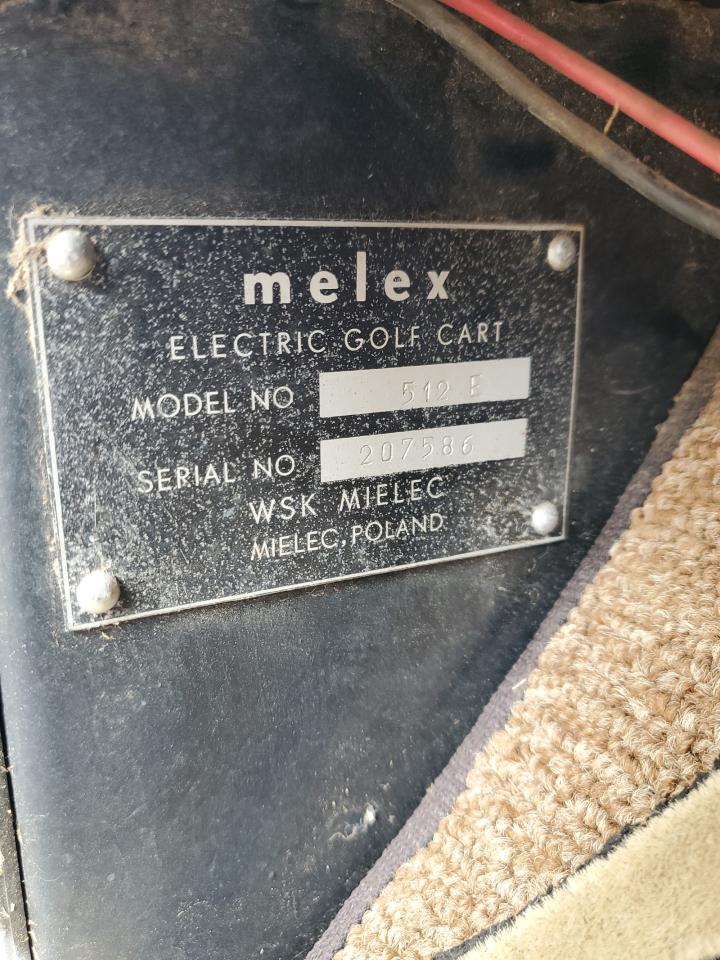 melex
ELECTRIC GOLF CART
MODEL NO 512 E
SERIAL NO 207586
WSK MIELEC
MIELEC, POLAND